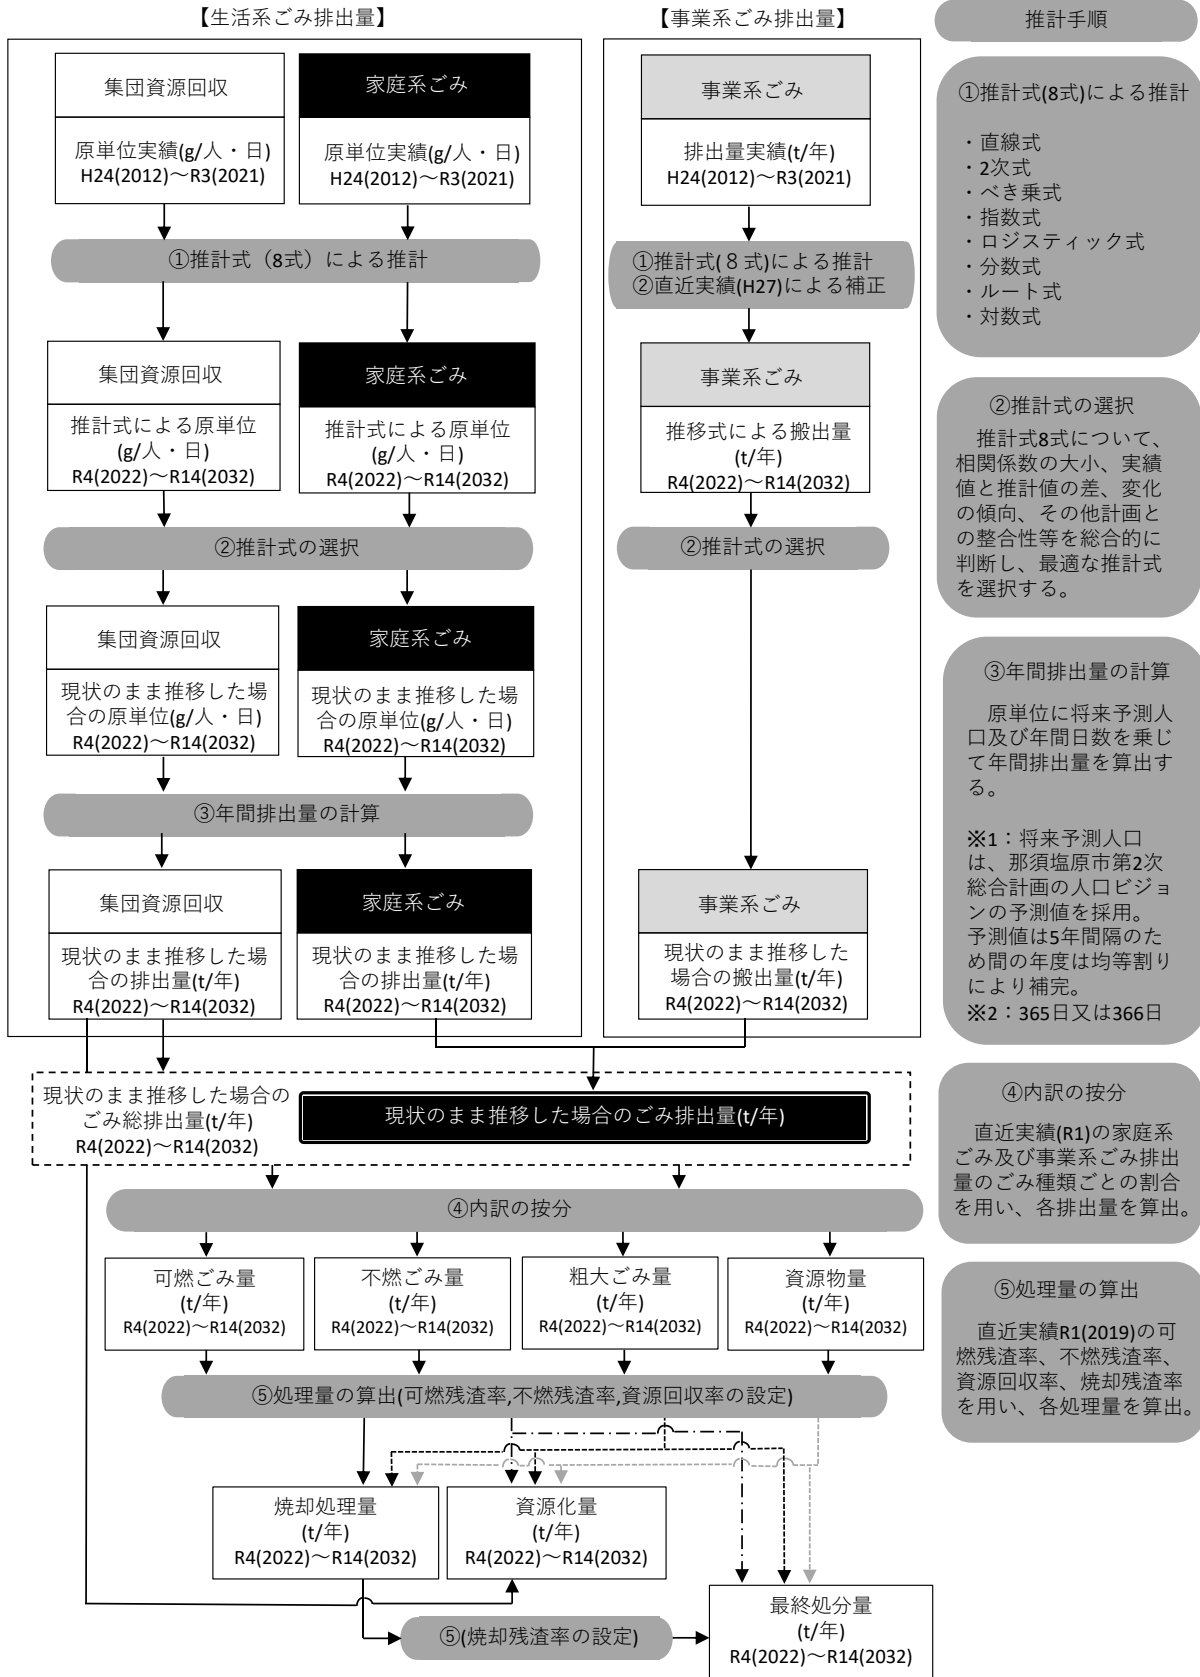 【生活系ごみ排出量】
【事業系ごみ排出量】
集団資源回収
原単位実績(g/人・日)
H24(2012)～R3(2021)
家庭系ごみ
原単位実績(g/人・日)
H24(2012)～R3(2021)
事業系ごみ
排出量実績(t/年)
H24(2012)～R3(2021)
①推計式（8式）による推計
①推計式(８式)による推計
②直近実績(H27)による補正
集団資源回収
推計式による原単位
(g/人・日)
R4(2022)～R14(2032)
家庭系ごみ
推計式による原単位
(g/人・日)
R4(2022)～R14(2032)
事業系ごみ
推移式による搬出量
(t/年)
R4(2022)～R14(2032)
②推計式の選択
②推計式の選択
集団資源回収
現状のまま推移した場
合の原単位(g/人・日)
R4(2022)～R14(2032)
家庭系ごみ
現状のまま推移した場
合の原単位(g/人・日)
R4(2022)～R14(2032)
③年間排出量の計算
集団資源回収
現状のまま推移した場
合の排出量(t/年)
R4(2022)～R14(2032)
家庭系ごみ
現状のまま推移した場
合の排出量(t/年)
R4(2022)～R14(2032)
事業系ごみ
現状のまま推移した
場合の搬出量(t/年)
R4(2022)～R14(2032)
現状のまま推移した場合の
ごみ総排出量(t/年)
R4(2022)～R14(2032)
現状のまま推移した場合のごみ排出量(t/年)
④内訳の按分
可燃ごみ量
(t/年)
R4(2022)～R14(2032)
不燃ごみ量
(t/年)
R4(2022)～R14(2032)
粗大ごみ量
(t/年)
R4(2022)～R14(2032)
資源物量
(t/年)
R4(2022)～R14(2032)
⑤処理量の算出(可燃残渣率,不燃残渣率,資源回収率の設定)
焼却処理量
(t/年)
R4(2022)～R14(2032)
資源化量
(t/年)
R4(2022)～R14(2032)
⑤(焼却残渣率の設定)
最終処分量
(t/年)
R4(2022)～R14(2032)
推計手順
①推計式(8式)による推計
・直線式
・2次式
・べき乗式
・指数式
・ロジスティック式
・分数式
・ルート式
・対数式
②推計式の選択
推計式8式について、
相関係数の大小、実績
値と推計値の差、変化
の傾向、その他計画と
の整合性等を総合的に
判断し、最適な推計式
を選択する。
③年間排出量の計算
原単位に将来予測人
口及び年間日数を乗じ
て年間排出量を算出す
る。
※1：将来予測人口
は、那須塩原市第2次
総合計画の人口ビジョ
ンの予測値を採用。
予測値は5年間隔のた
め間の年度は均等割り
により補完。
※2：365日又は366日
④内訳の按分
直近実績(R1)の家庭系
ごみ及び事業系ごみ排出
量のごみ種類ごとの割合
を用い、各排出量を算出。
⑤処理量の算出
直近実績R1(2019)の可
燃残渣率、不燃残渣率、
資源回収率、焼却残渣率
を用い、各処理量を算出。